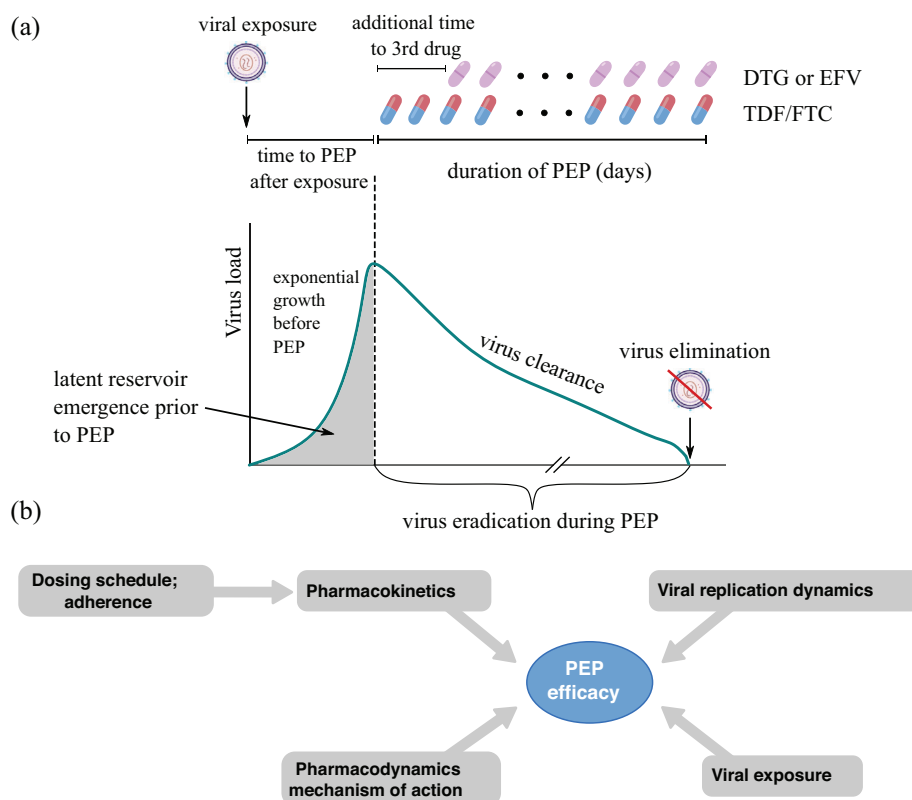 (a)
viral exposure
additional time
to 3rd drug
DTG or EFV
TDF/FTC
time to PEP
after exposure
duration of PEP (days)
Virus load
exponential
growth
before
PEP
virus clearance
virus elimination
latent reservoir
emergence prior
to PEP
virus eradication during PEP
(b)
Dosing schedule;
adherence
Pharmacokinetics
Viral replication dynamics
PEP
efficacy
Pharmacodynamics
mechanism of action
Viral exposure